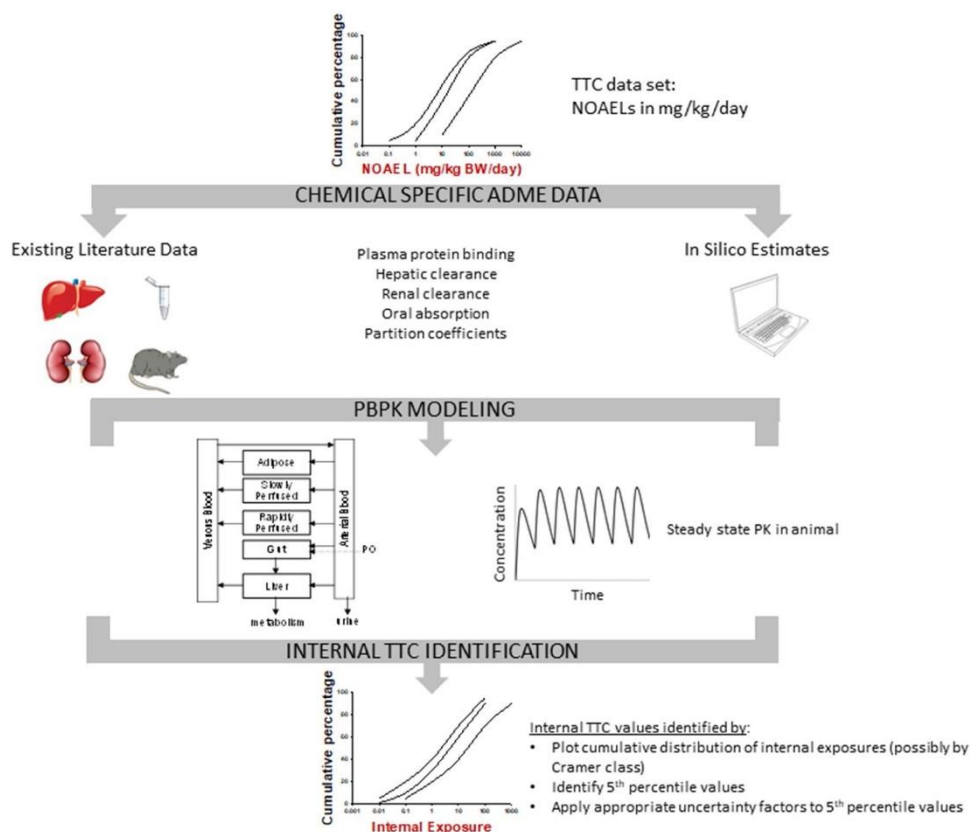 Cumulative percentage
100
80
60
40
20
0
0.01 0.1 1 10 100 1000 10000
NOAEL (mg/kg BW/day)
TTC data set:
NOAELs in mg/kg/day
CHEMICAL SPECIFIC ADME DATA
Existing Literature Data
Plasma protein binding
Hepatic clearance
Renal clearance
Oral absorption
Partition coefficients
In Silico Estimates
PBPK MODELING
Venous Blood
Adipose
Slowly
Perfused
Rapidly
Perfused
Gut
Liver
Arterial Blood
PO
metabolism
urine
Concentration
Time
Steady state PK in animal
INTERNAL TTC IDENTIFICATION
Cumulative percentage
100
80
60
40
20
0
0.001 0.01 0.1 1 10 100 1000
Internal Exposure
Internal TTC values identified by:
• Plot cumulative distribution of internal exposures (possibly by
Cramer class)
• Identify 5th percentile values
• Apply appropriate uncertainty factors to 5th percentile values